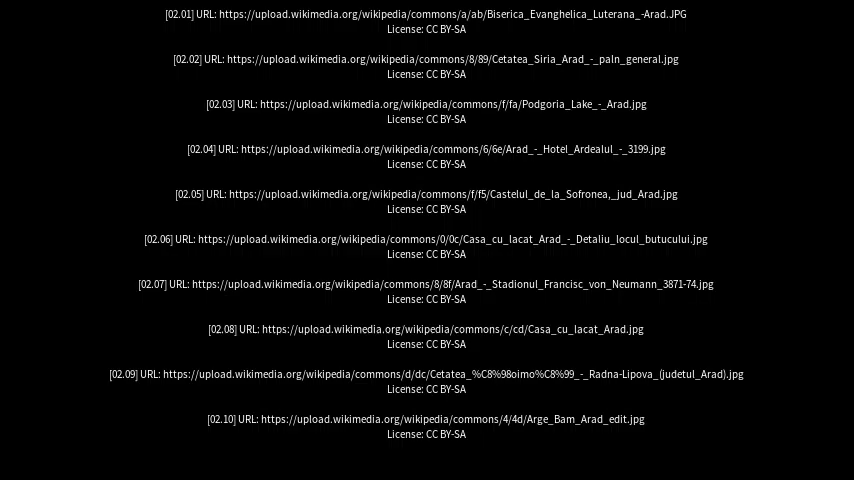 [02.01] URL: https://upload.wikimedia.org/wikipedia/commons/a/ab/Biserica_Evanghelica_Luterana_-Arad.JPG
License: CC BY-SA
[02.02] URL: https://upload.wikimedia.org/wikipedia/commons/8/89/Cetatea_Siria_Arad_-_paln_general.jpg
License: CC BY-SA
[02.03] URL: https://upload.wikimedia.org/wikipedia/commons/f/fa/Podgoria_Lake_-_Arad.jpg
License: CC BY-SA
[02.04] URL: https://upload.wikimedia.org/wikipedia/commons/6/6e/Arad_-_Hotel_Ardealul_-_3199.jpg
License: CC BY-SA
[02.05] URL: https://upload.wikimedia.org/wikipedia/commons/f/f5/Castelul_de_la_Sofronea,_jud_Arad.jpg
License: CC BY-SA
[02.06] URL: https://upload.wikimedia.org/wikipedia/commons/0/0c/Casa_cu_lacat_Arad_-_Detaliu_locul_butucului.jpg
License: CC BY-SA
[02.07] URL: https://upload.wikimedia.org/wikipedia/commons/8/8f/Arad_-_Stadionul_Francisc_von_Neumann_3871-74.jpg
License: CC BY-SA
[02.08] URL: https://upload.wikimedia.org/wikipedia/commons/c/cd/Casa_cu_lacat_Arad.jpg
License: CC BY-SA
[02.09] URL: https://upload.wikimedia.org/wikipedia/commons/d/dc/Cetatea_%C8%98oimo%C8%99_-_Radna-Lipova_(judetul_Arad).jpg
License: CC BY-SA
[02.10] URL: https://upload.wikimedia.org/wikipedia/commons/4/4d/Arge_Bam_Arad_edit.jpg
License: CC BY-SA